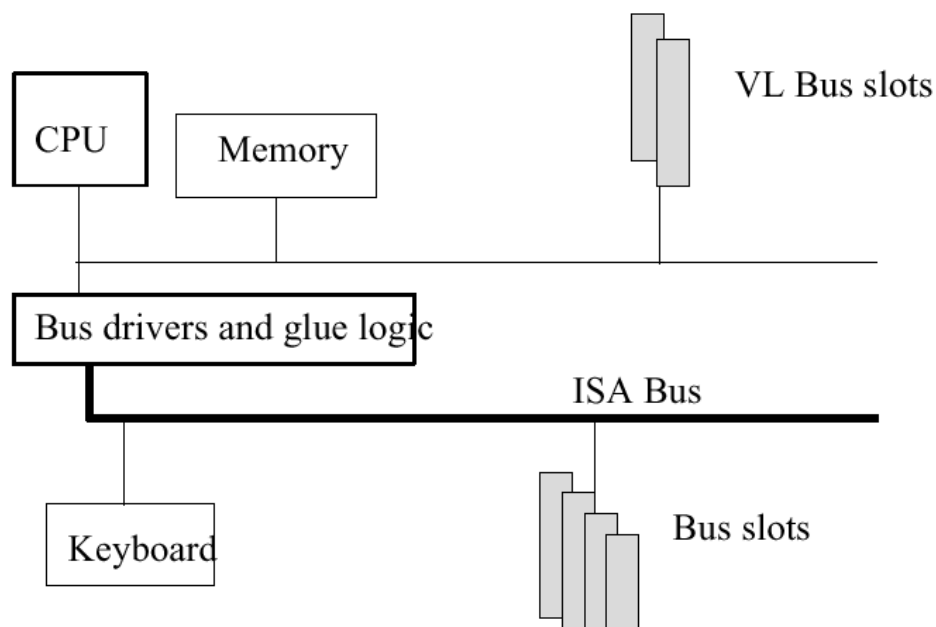 VL Bus slots
CPU
Memory
Bus drivers and glue logic
ISA Bus
Bus slots
Keyboard